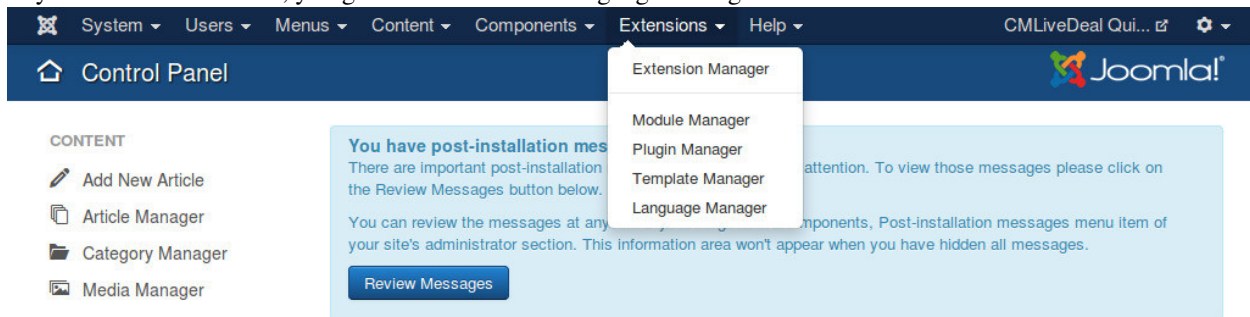 System Users Menus Content Components Extensions Help CMLiveDeal Qui...
Control Panel Joomla!
Extension Manager
Module Manager
Plugin Manager
Template Manager
Language Manager
CONTENT
Add New Article
Article Manager
Category Manager
Media Manager
You have post-installation mes
There are important post-installation attention. To view those messages please click on
the Review Messages button below.
You can review the messages at any mponents, Post-installation messages menu item of
your site's administrator section. This information area won't appear when you have hidden all messages.
Review Messages